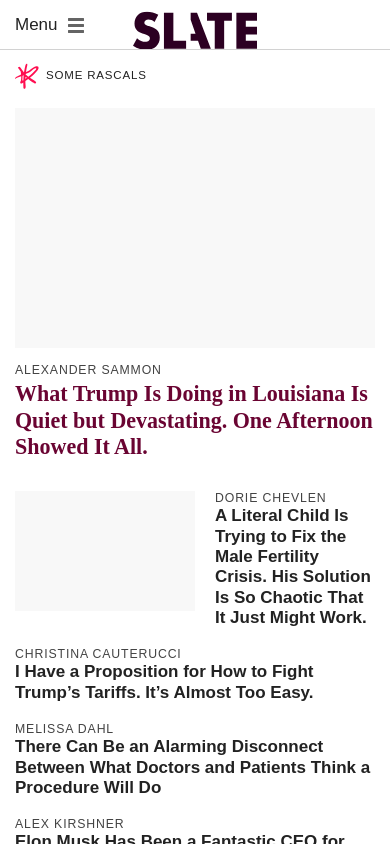 Menu
SLATE
SOME RASCALS
ALEXANDER SAMMON
What Trump Is Doing in Louisiana Is
Quiet but Devastating. One Afternoon
Showed It All.
DORIE CHEVLEN
A Literal Child Is
Trying to Fix the
Male Fertility
Crisis. His Solution
Is So Chaotic That
It Just Might Work.
CHRISTINA CAUTERUCCI
I Have a Proposition for How to Fight
Trump’s Tariffs. It’s Almost Too Easy.
MELISSA DAHL
There Can Be an Alarming Disconnect
Between What Doctors and Patients Think a
Procedure Will Do
ALEX KIRSHNER
Elon Musk Has Been a Fantastic CEO for